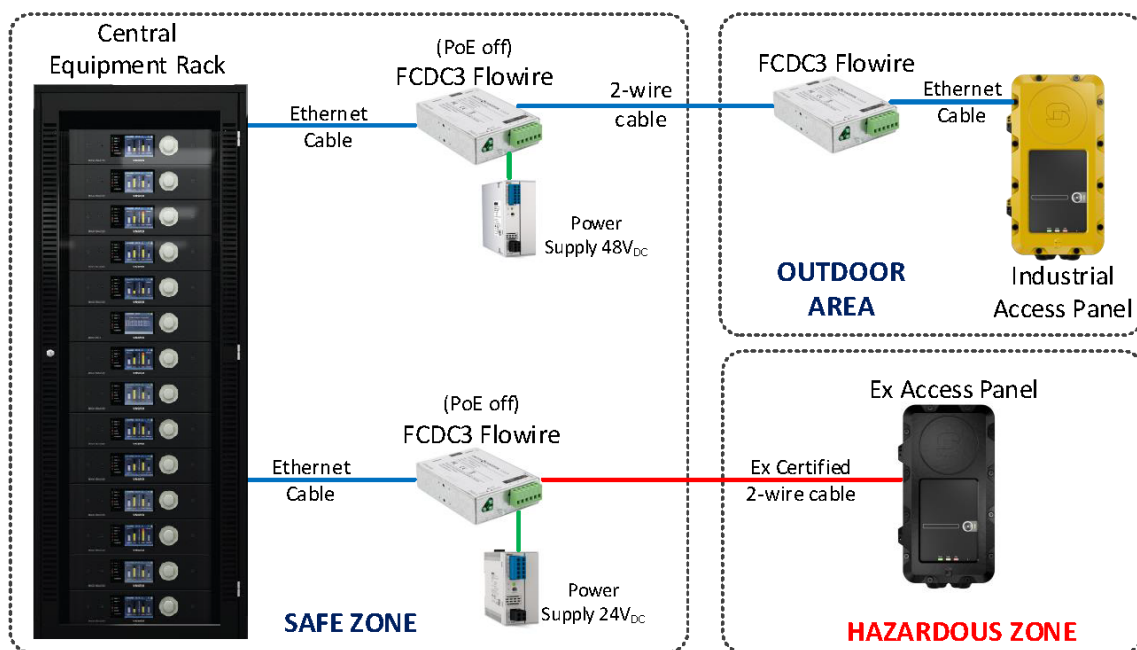 Central
Equipment Rack
(PoE off)
FCDC3 Flowire
Ethernet
Cable
2-wire
cable
Power
Supply 48VDC
FCDC3 Flowire
Ethernet
Cable
OUTDOOR
AREA
Industrial
Access Panel
(PoE off)
FCDC3 Flowire
Ethernet
Cable
Ex Certified
2-wire cable
Ex Access Panel
Power
Supply 24VDC
SAFE ZONE
HAZARDOUS ZONE